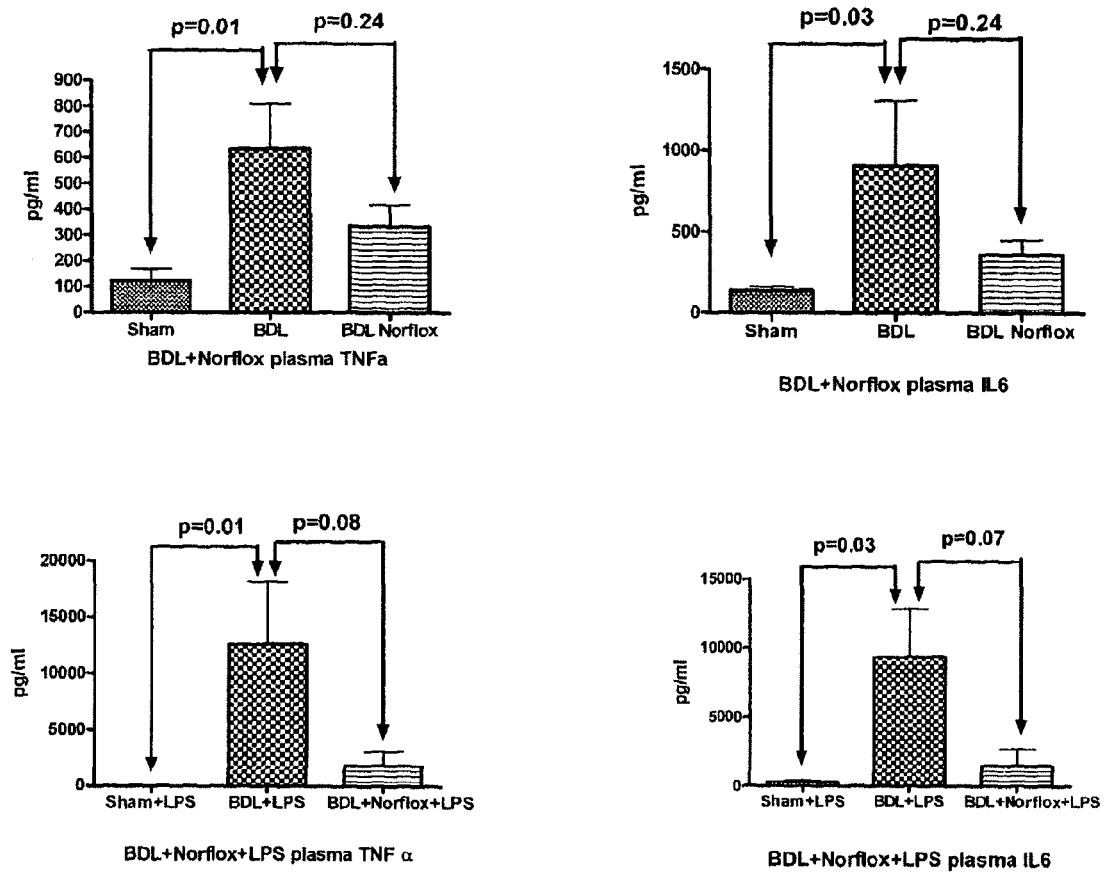 p=0.01 p=0.24
900
800
700
600
500
400
300
200
100
0
pg/ml
Sham BDL BDL Norflox
BDL+Norflox plasma TNFa
p=0.03 p=0.24
1500
1000
500
0
pg/ml
Sham BDL BDL Norflox
BDL+Norflox plasma IL6
p=0.01 p=0.08
20000
15000
10000
5000
0
pg/ml
Sham+LPS BDL+LPS BDL+Norflox+LPS
BDL+Norflox+LPS plasma TNF α
p=0.03 p=0.07
15000
10000
5000
0
pg/ml
Sham+LPS BDL+LPS BDL+Norflox+LPS
BDL+Norflox+LPS plasma IL6